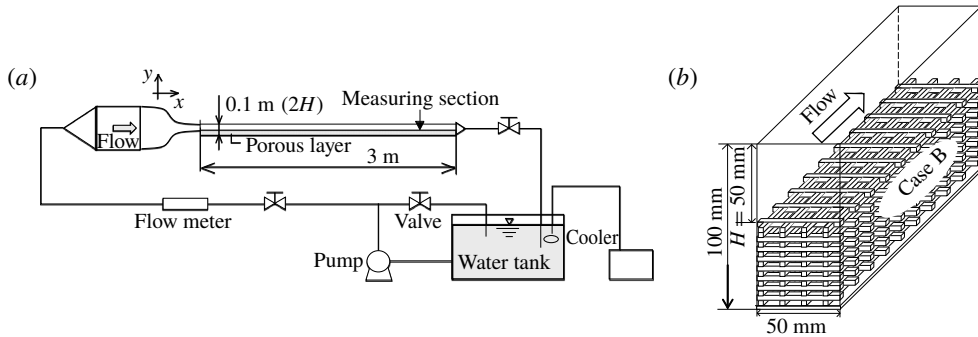 (a)
y
x
0.1 m (2H)
Measuring section
Flow
Porous layer
3 m
Flow meter
Valve
Pump
Water tank
Cooler
(b)
Flow
Case B
100 mm
H = 50 mm
50 mm